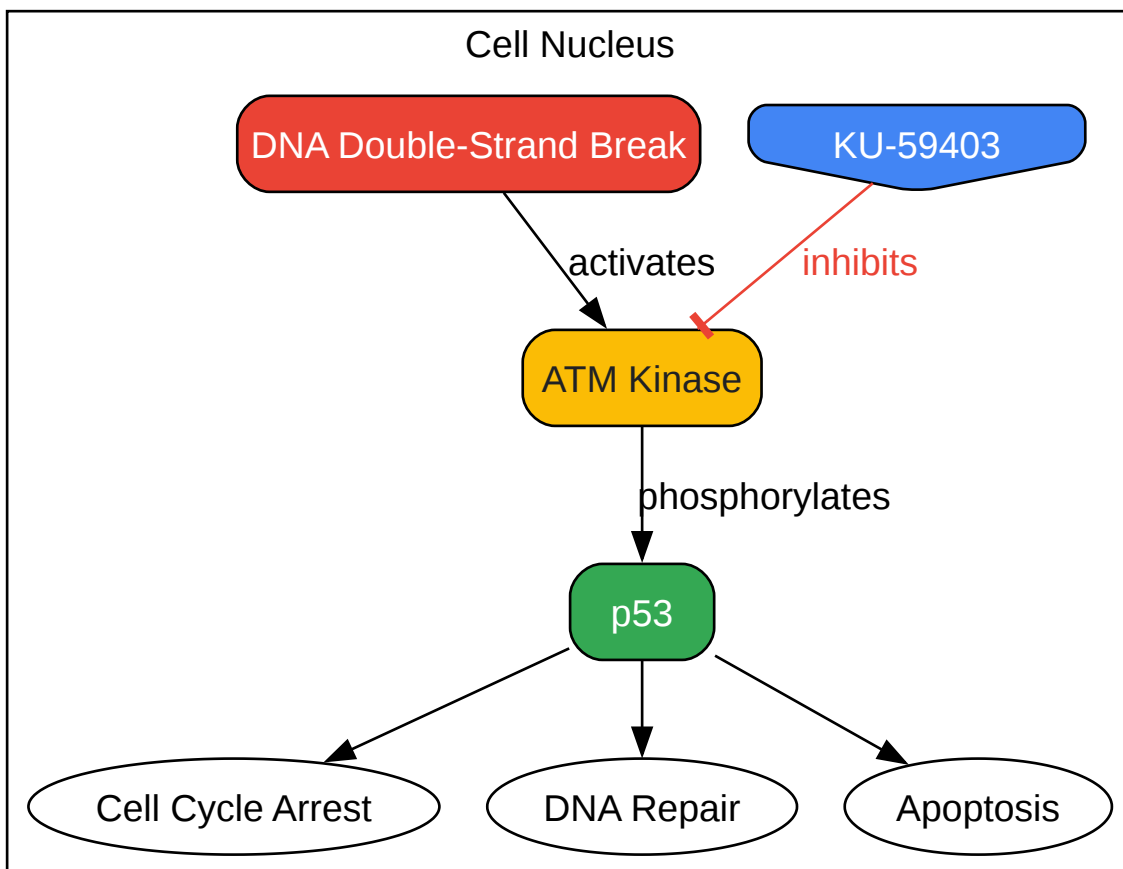 Cell Nucleus
DNA Double-Strand Break
KU-59403
activates
inhibits
ATM Kinase
phosphorylates
p53
Cell Cycle Arrest
DNA Repair
Apoptosis